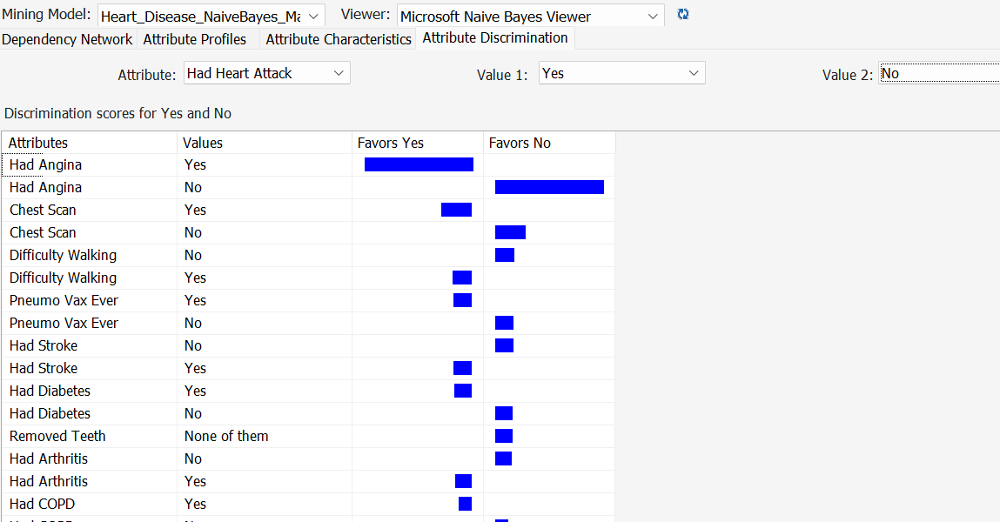 Mining Model: Heart_Disease_NaiveBayes_Ma Viewer: Microsoft Naive Bayes Viewer
Dependency Network Attribute Profiles Attribute Characteristics Attribute Discrimination
Attribute: Had Heart Attack Value 1: Yes Value 2: No
Discrimination scores for Yes and No
Attributes Values Favors Yes Favors No
Had Angina Yes
Had Angina No
Chest Scan Yes
Chest Scan No
Difficulty Walking No
Difficulty Walking Yes
Pneumo Vax Ever Yes
Pneumo Vax Ever No
Had Stroke No
Had Stroke Yes
Had Diabetes Yes
Had Diabetes No
Removed Teeth None of them
Had Arthritis No
Had Arthritis Yes
Had COPD Yes